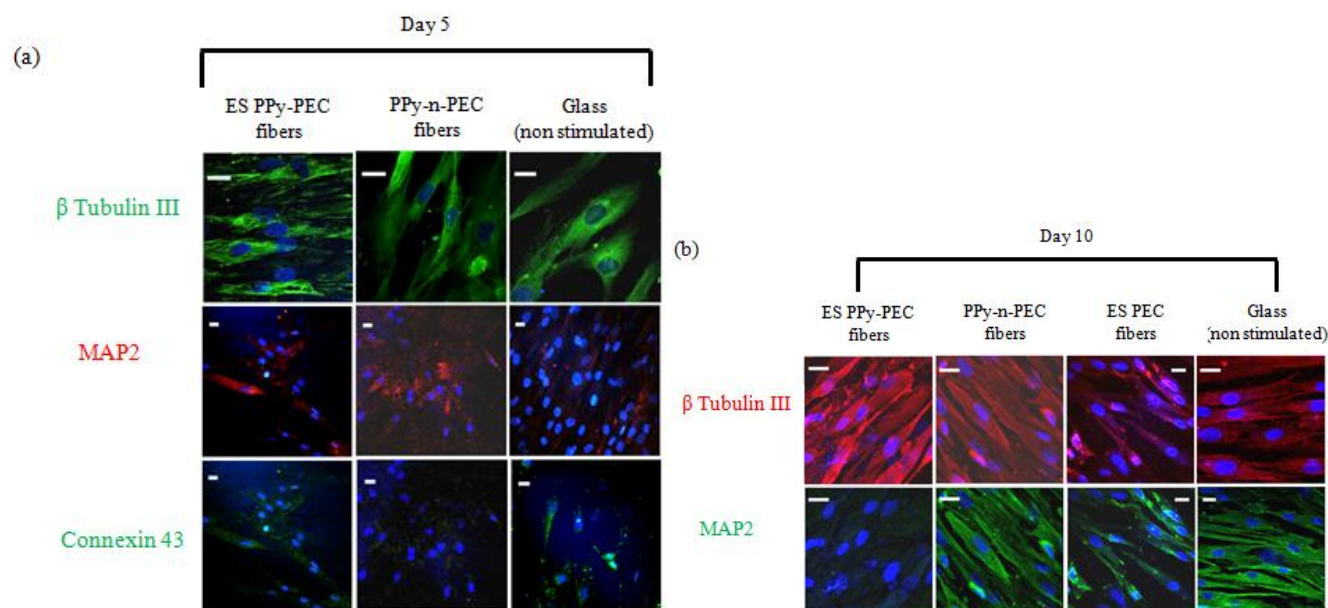 (a)
Day 5
ES PPy-PEC
fibers
PPy-n-PEC
fibers
Glass
(non stimulated)
β Tubulin III
MAP2
Connexin 43
(b)
Day 10
ES PPy-PEC
fibers
PPy-n-PEC
fibers
ES PEC
fibers
Glass
(non stimulated)
β Tubulin III
MAP2